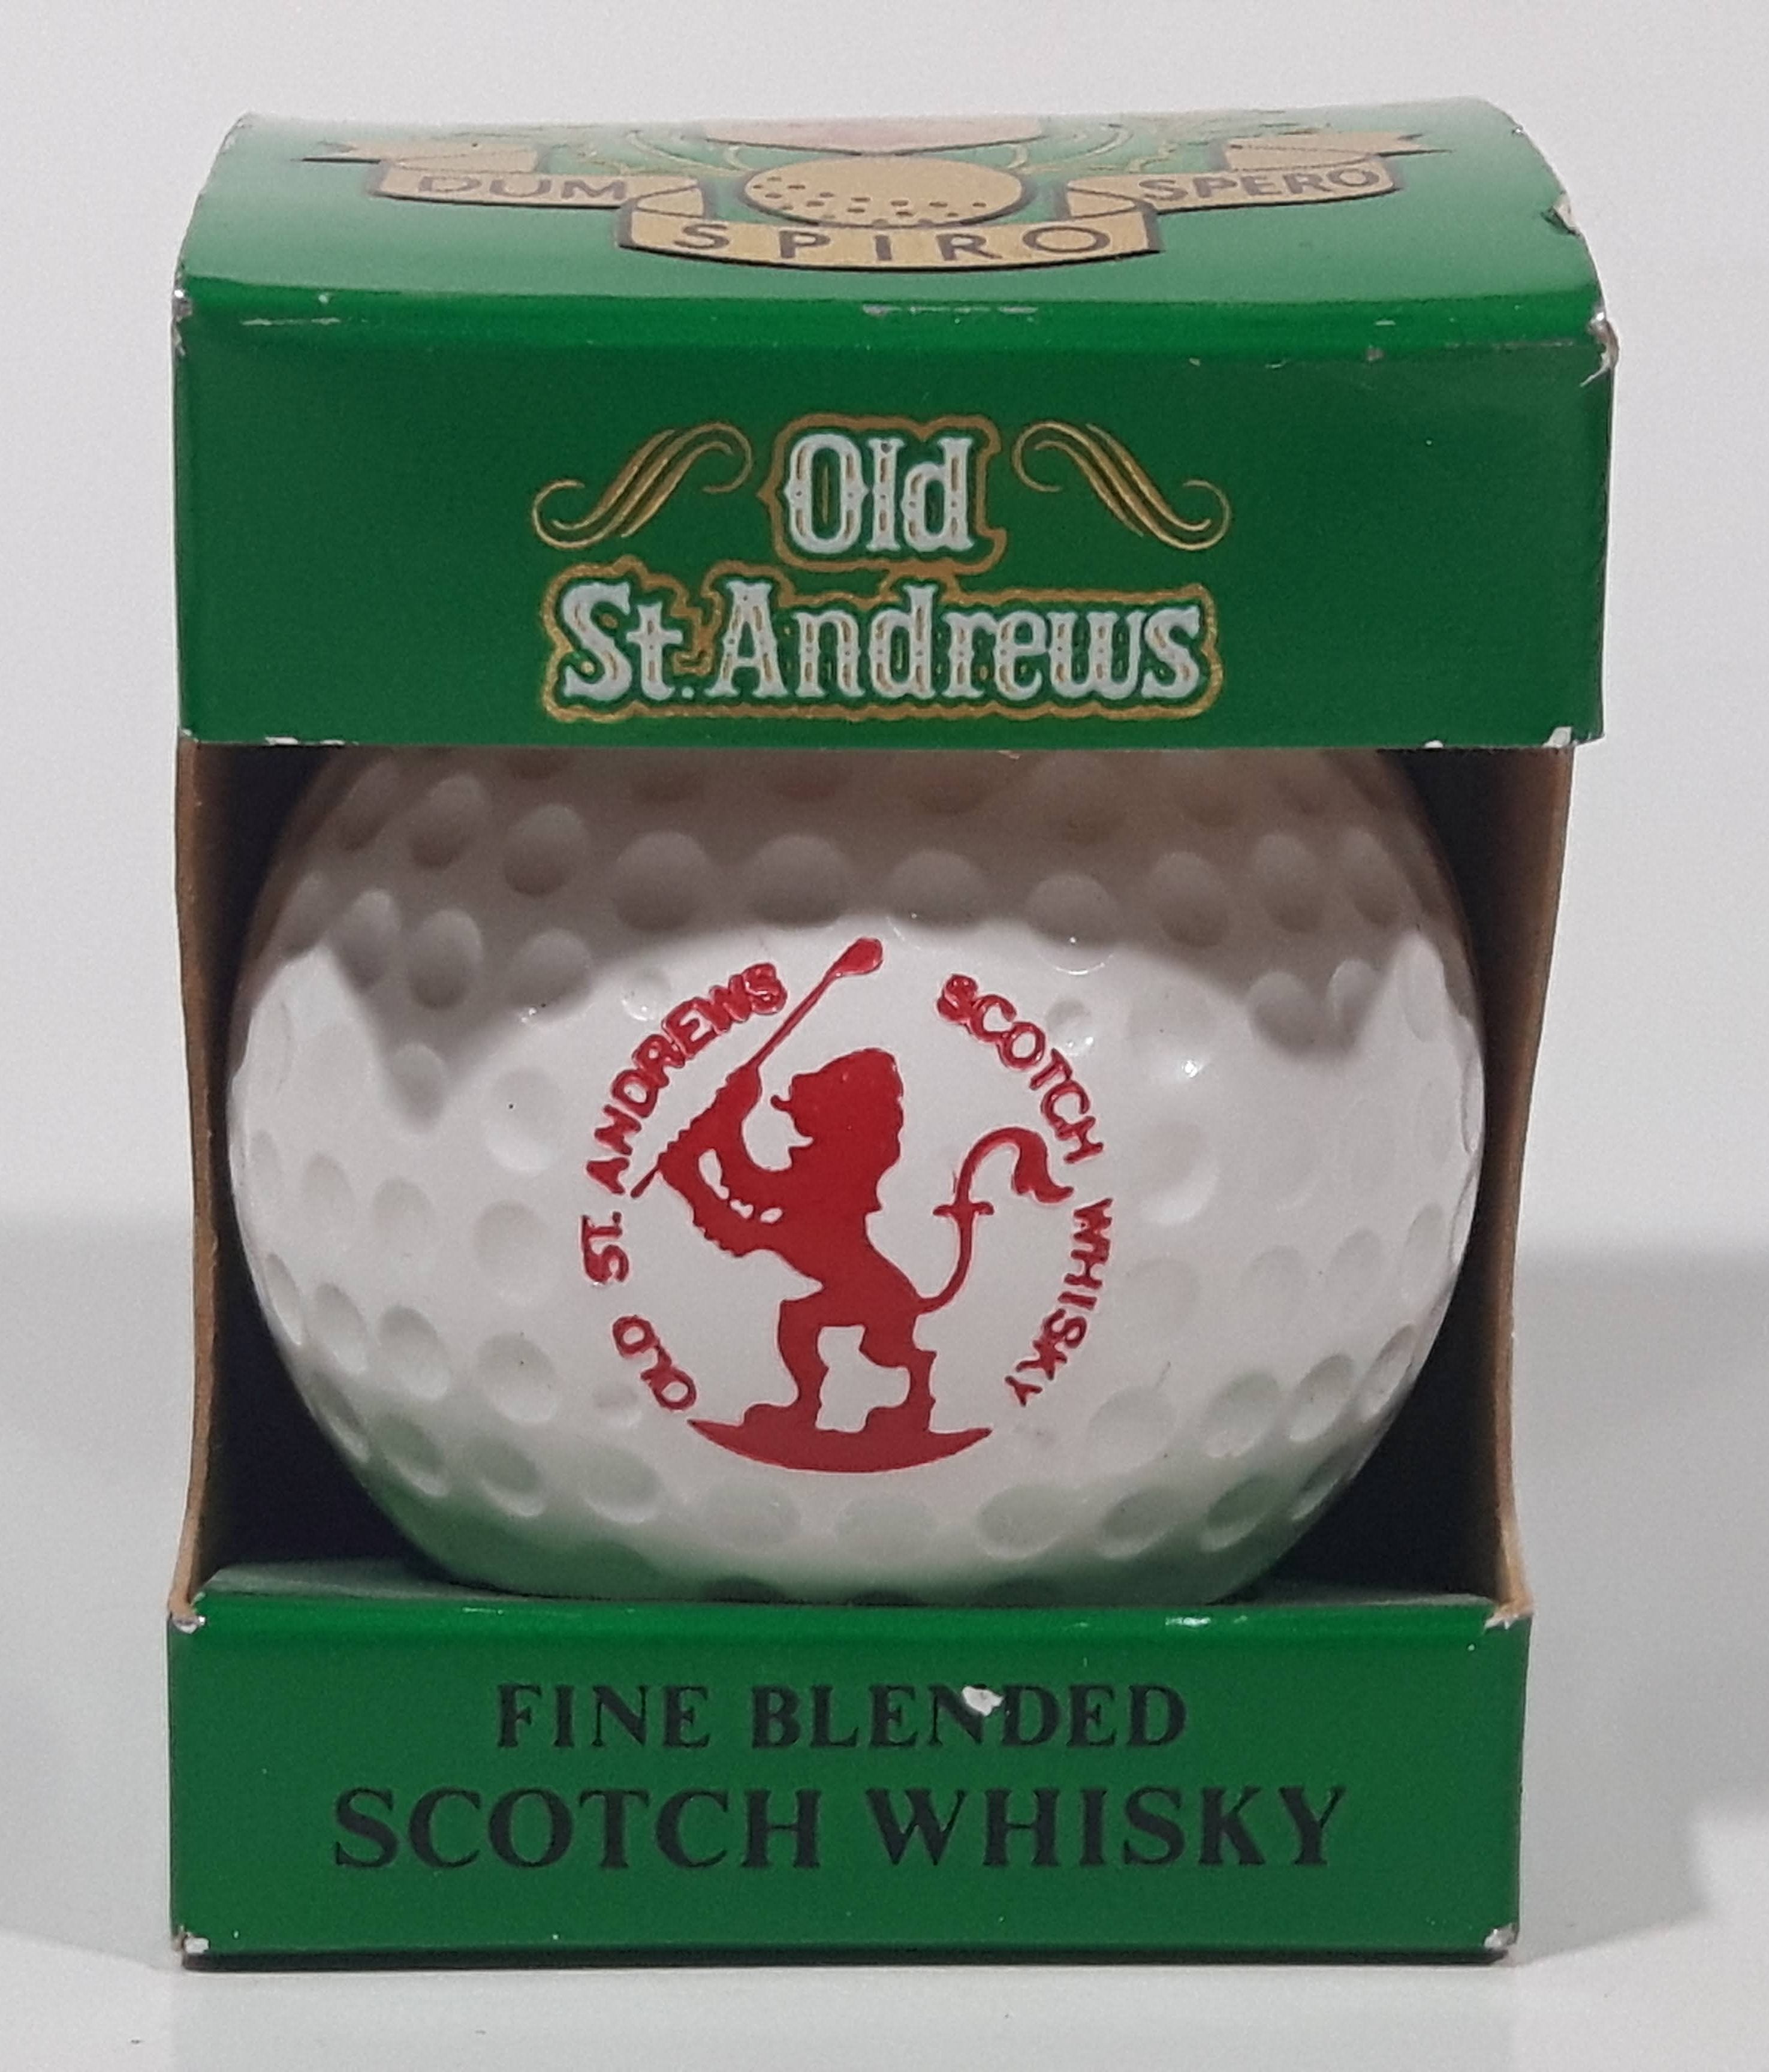 DUM SPIRO SPERO
Old
St. Andrews
OLD ST. ANDREWS SCOTCH WHISKY
FINE BLENDED
SCOTCH WHISKY